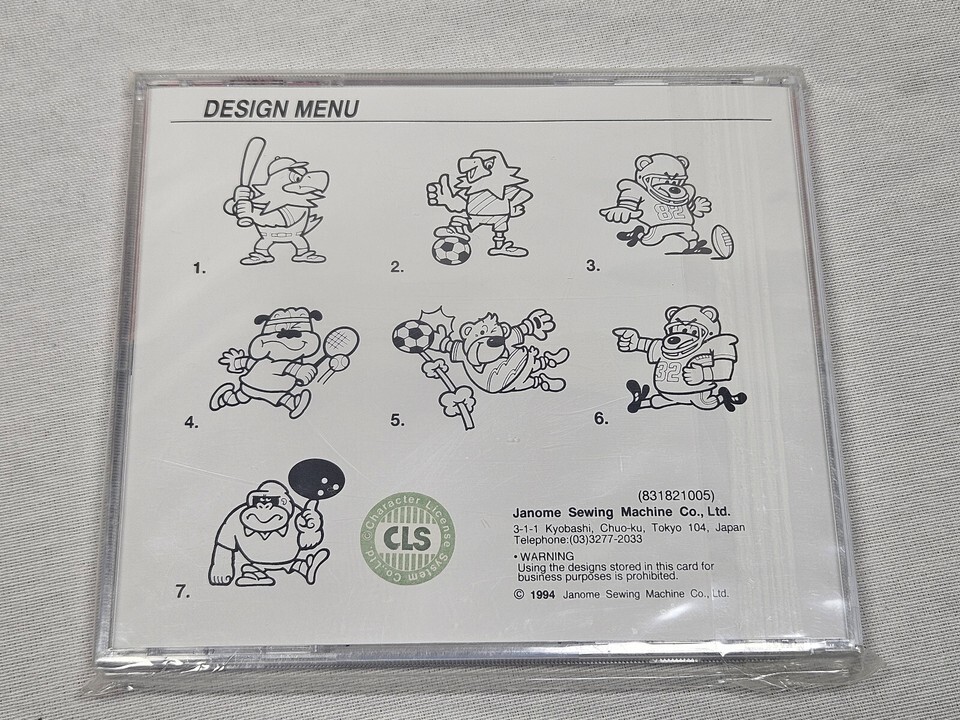 DESIGN MENU
1.
2.
82
3.
4.
5.
32
6.
7.
Character License System Co., Ltd. ©
CLS
(831821005)
Janome Sewing Machine Co., Ltd.
3-1-1 Kyobashi, Chuo-ku, Tokyo 104, Japan
Telephone:(03)3277-2033
• WARNING
Using the designs stored in this card for
business purposes is prohibited.
© 1994 Janome Sewing Machine Co., Ltd.